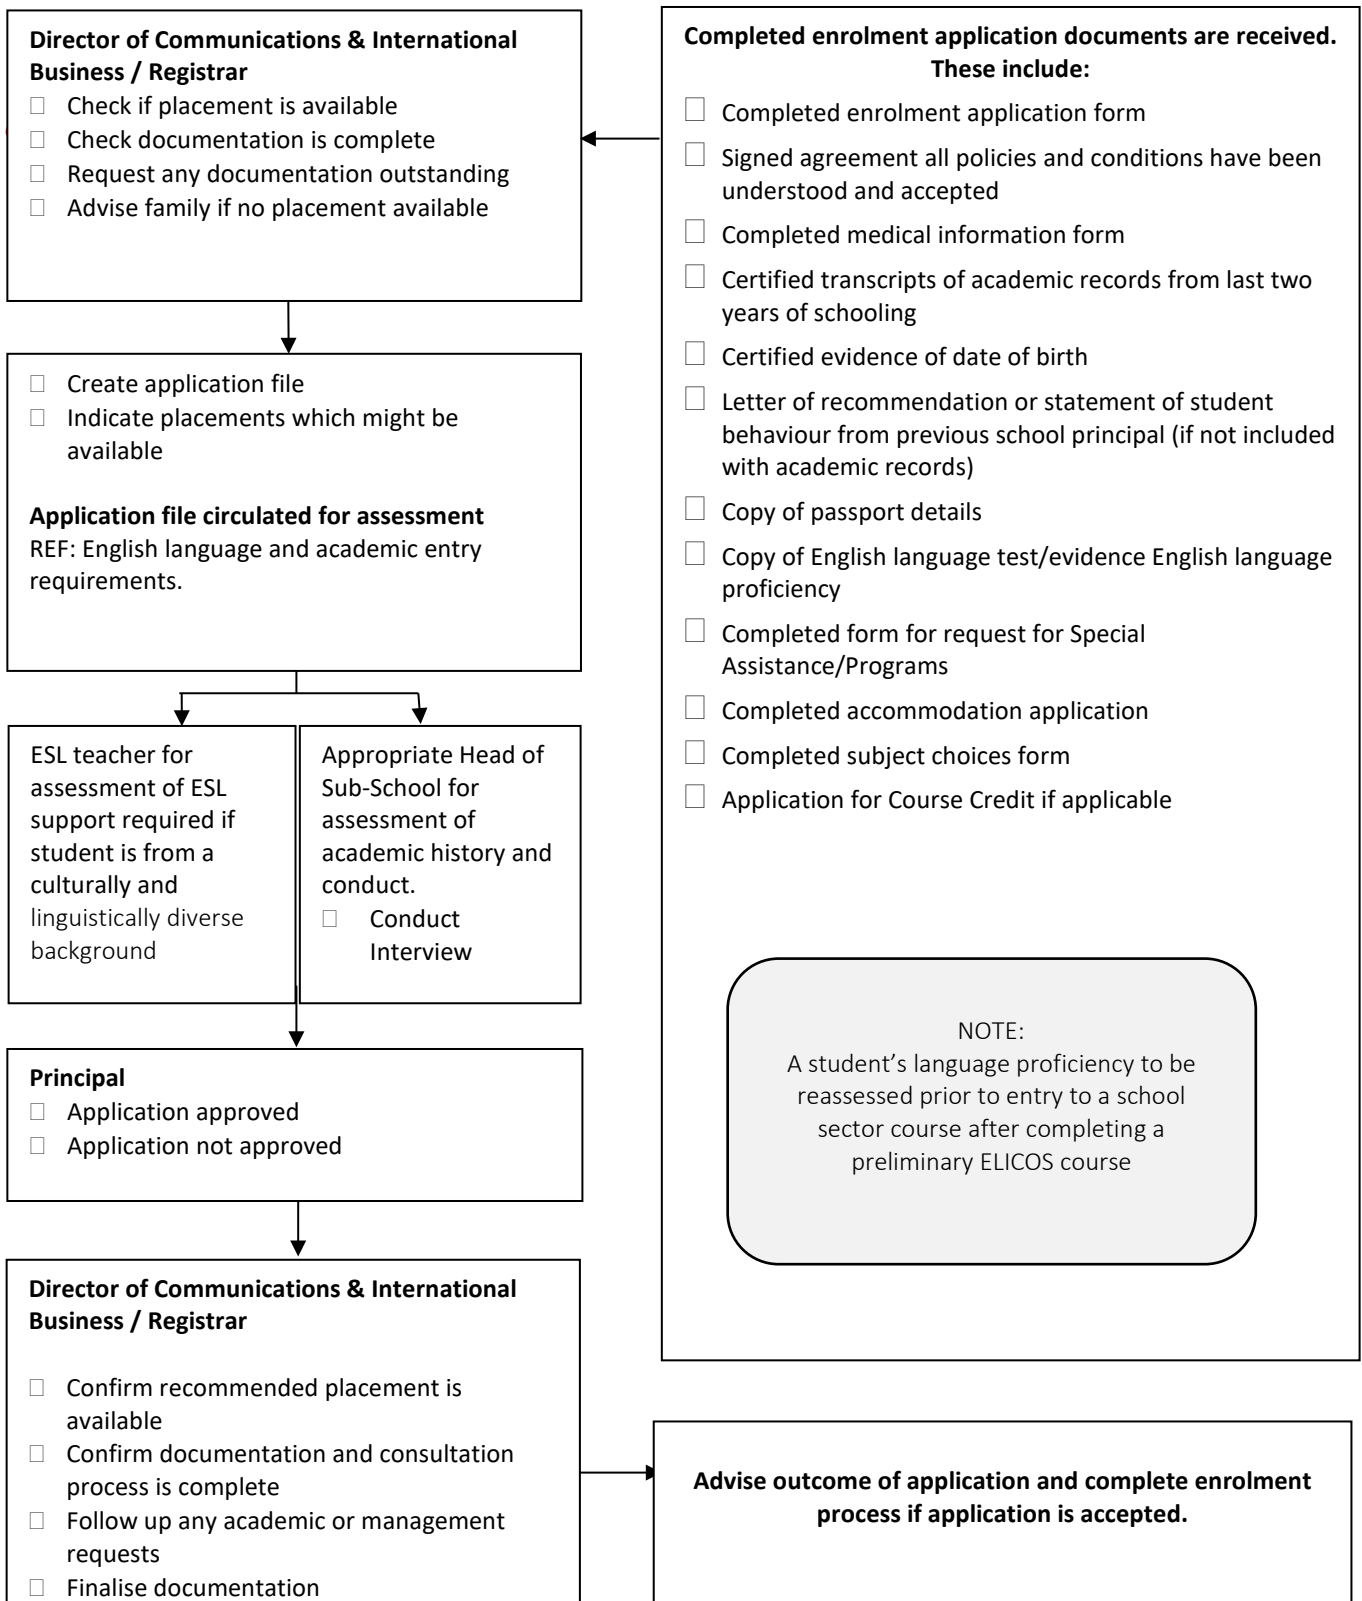 Completed enrolment application documents are received.
These include:
☐ Completed enrolment application form
☐ Signed agreement all policies and conditions have been
understood and accepted
☐ Completed medical information form
☐ Certified transcripts of academic records from last two
years of schooling
☐ Certified evidence of date of birth
☐ Letter of recommendation or statement of student
behaviour from previous school principal (if not included
with academic records)
☐ Copy of passport details
☐ Copy of English language test/evidence English language
proficiency
☐ Completed form for request for Special
Assistance/Programs
☐ Completed accommodation application
☐ Completed subject choices form
☐ Application for Course Credit if applicable
NOTE:
A student’s language proficiency to be
reassessed prior to entry to a school
sector course after completing a
preliminary ELICOS course
Director of Communications & International
Business / Registrar
☐ Check if placement is available
☐ Check documentation is complete
☐ Request any documentation outstanding
☐ Advise family if no placement available
☐ Create application file
☐ Indicate placements which might be
available
Application file circulated for assessment
REF: English language and academic entry
requirements.
ESL teacher for
assessment of ESL
support required if
student is from a
culturally and
linguistically diverse
background
Appropriate Head of
Sub-School for
assessment of
academic history and
conduct.
☐ Conduct
Interview
Principal
☐ Application approved
☐ Application not approved
Director of Communications & International
Business / Registrar
☐ Confirm recommended placement is
available
☐ Confirm documentation and consultation
process is complete
☐ Follow up any academic or management
requests
☐ Finalise documentation
Advise outcome of application and complete enrolment
process if application is accepted.